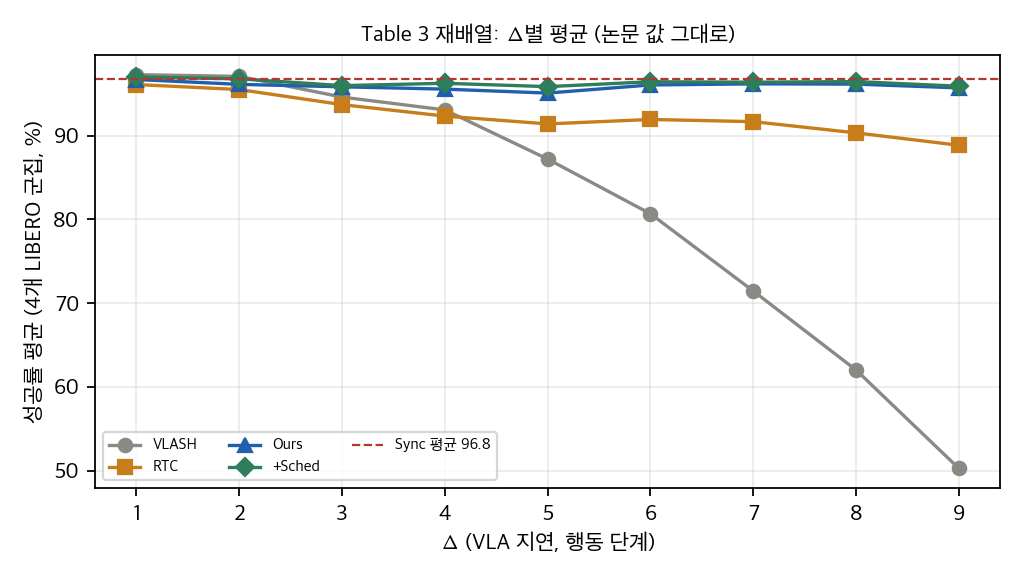 Table 3 재배열: Δ별 평균 (논문 값 그대로)
성공률 평균 (4개 LIBERO 군집, %)
90
80
70
60
50
VLASH
RTC
Ours
+Sched
Sync 평균 96.8
1 2 3 4 5 6 7 8 9
Δ (VLA 지연, 행동 단계)